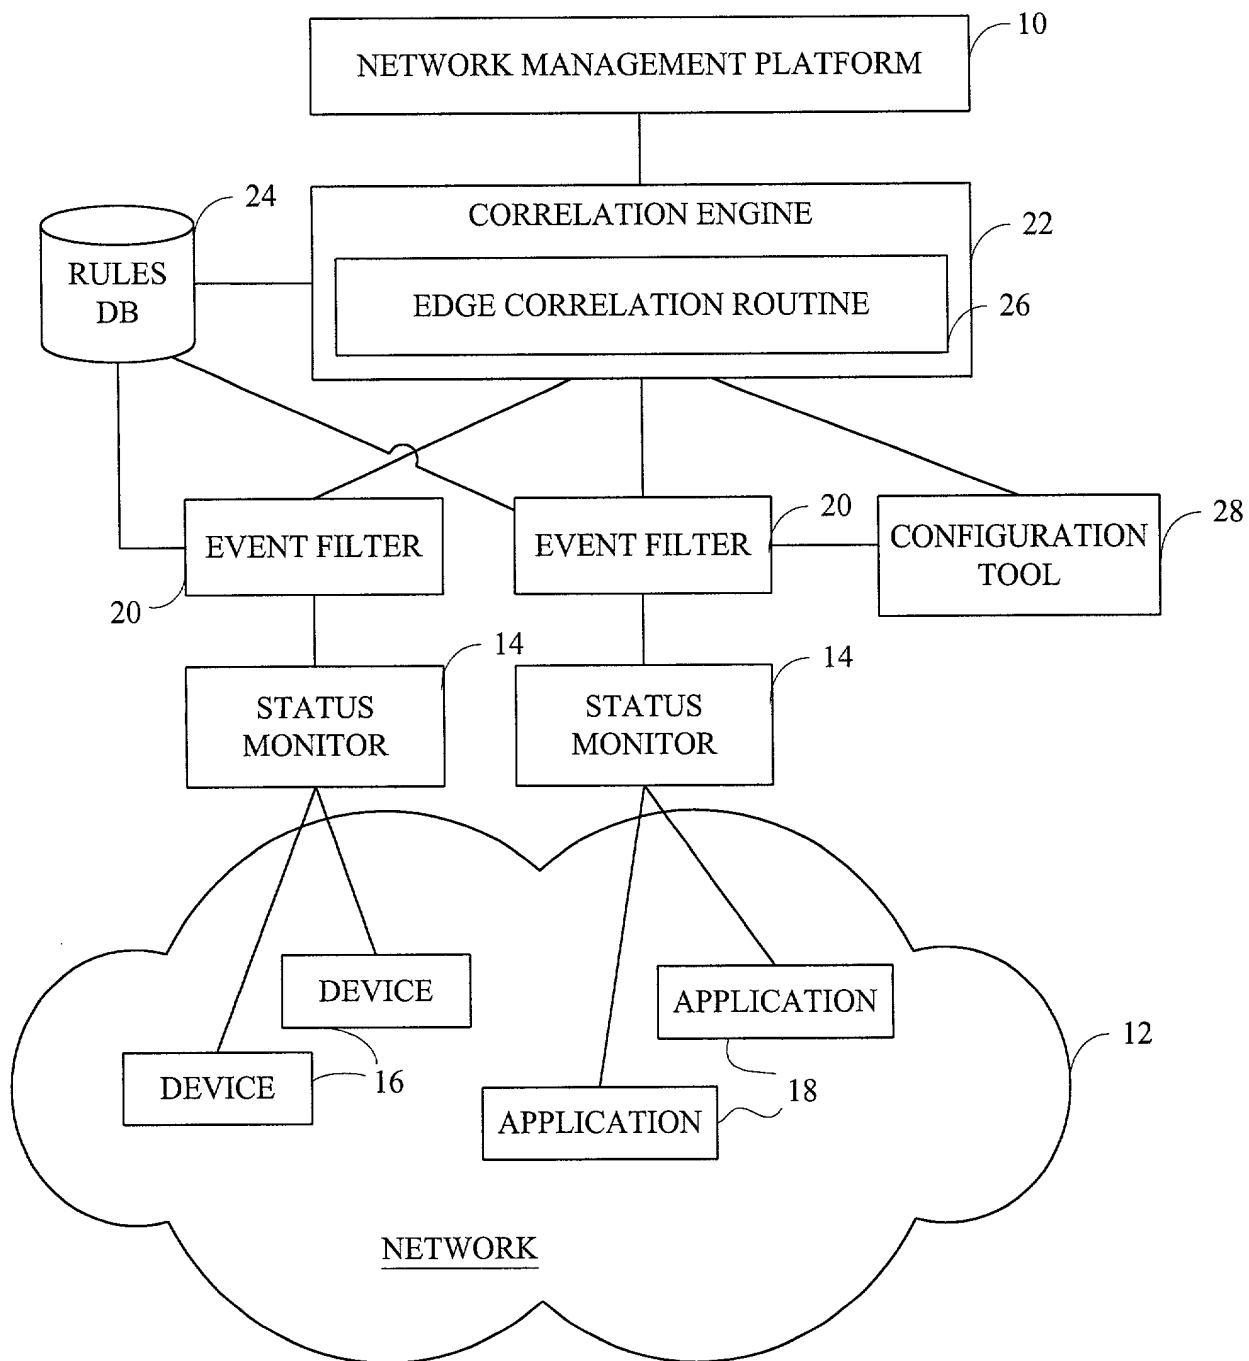 10
NETWORK MANAGEMENT PLATFORM
24
CORRELATION ENGINE
22
RULES
DB
EDGE CORRELATION ROUTINE
26
EVENT FILTER
20
EVENT FILTER
20
CONFIGURATION
TOOL
28
14
STATUS
MONITOR
14
STATUS
MONITOR
DEVICE
APPLICATION
12
DEVICE
16
18
APPLICATION
NETWORK